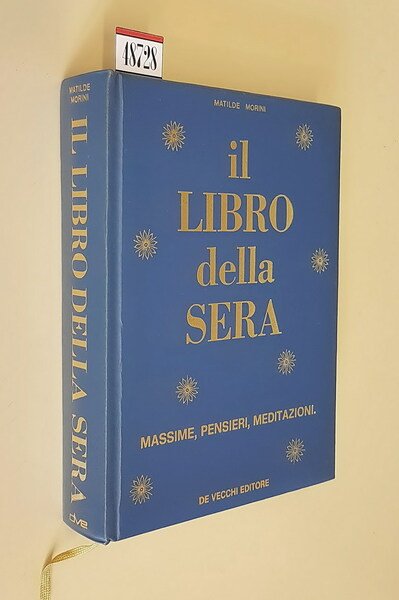 48728
MATILDE
MORINI
IL LIBRO DELLA SERA
dve
MATILDE MORINI
il
LIBRO
della
SERA
MASSIME, PENSIERI, MEDITAZIONI.
DE VECCHI EDITORE